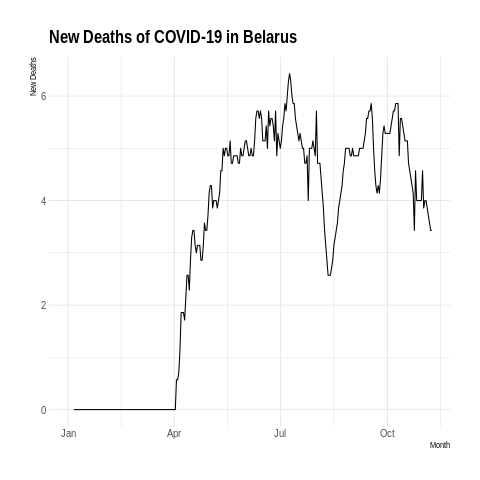 New Deaths of COVID-19 in Belarus
New Deaths
6
4
2
0
Jan Apr Jul Oct
Month